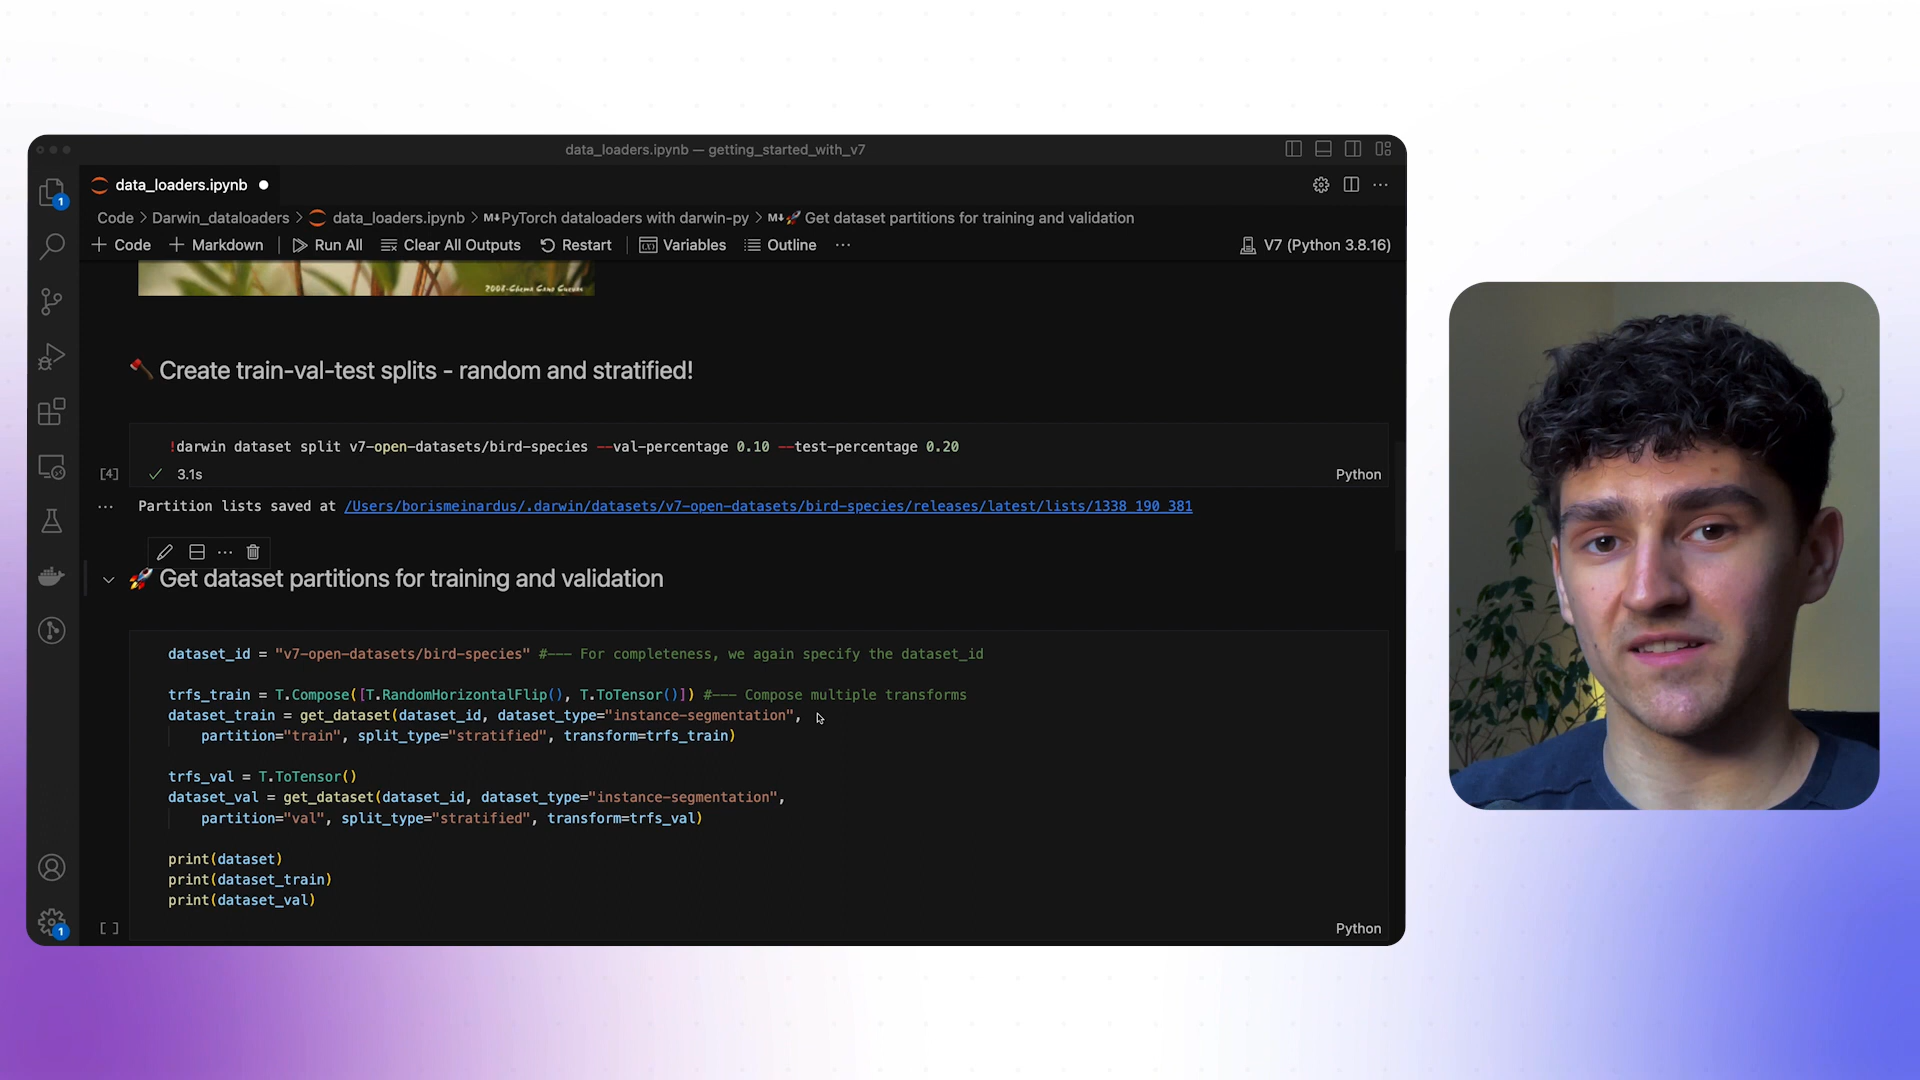 data_loaders.ipynb — getting_started_with_v7
1
data_loaders.ipynb
Code > Darwin_dataloaders > data_loaders.ipynb > M↓PyTorch dataloaders with darwin-py > M↓🚀 Get dataset partitions for training and validation
+ Code + Markdown | Run All Clear All Outputs Restart | Variables Outline ... V7 (Python 3.8.16)
2008-Chema Cano Cuevas
🪓 Create train-val-test splits - random and stratified!
!darwin dataset split v7-open-datasets/bird-species --val-percentage 0.10 --test-percentage 0.20
[4] ✓ 3.1s Python
... Partition lists saved at /Users/borismeinardus/.darwin/datasets/v7-open-datasets/bird-species/releases/latest/lists/1338_190_381
🚀 Get dataset partitions for training and validation
dataset_id = "v7-open-datasets/bird-species" #--- For completeness, we again specify the dataset_id
trfs_train = T.Compose([T.RandomHorizontalFlip(), T.ToTensor()]) #--- Compose multiple transforms
dataset_train = get_dataset(dataset_id, dataset_type="instance-segmentation",
partition="train", split_type="stratified", transform=trfs_train)
trfs_val = T.ToTensor()
dataset_val = get_dataset(dataset_id, dataset_type="instance-segmentation",
partition="val", split_type="stratified", transform=trfs_val)
print(dataset)
print(dataset_train)
print(dataset_val)
[ ] Python
1